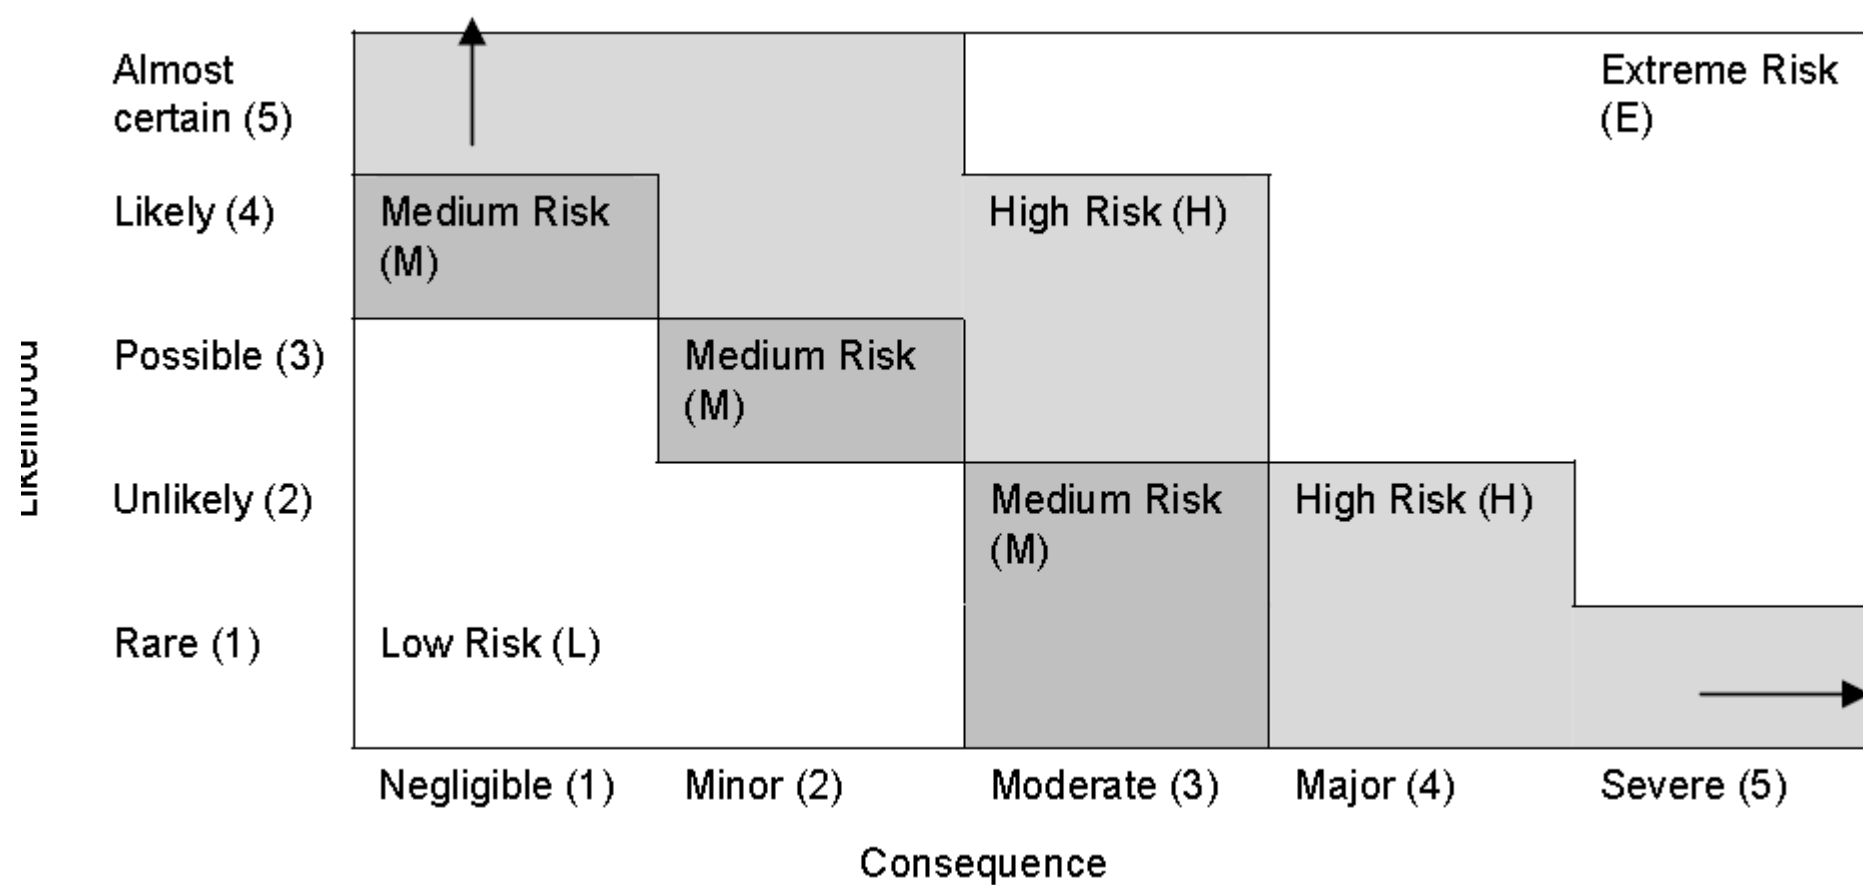 Almost
certain (5)
Extreme Risk
(E)
Likely (4)
Medium Risk
(M)
High Risk (H)
Likelihood
Possible (3)
Medium Risk
(M)
Unlikely (2)
Medium Risk
(M)
High Risk (H)
Rare (1)
Low Risk (L)
Negligible (1)
Minor (2)
Moderate (3)
Major (4)
Severe (5)
Consequence